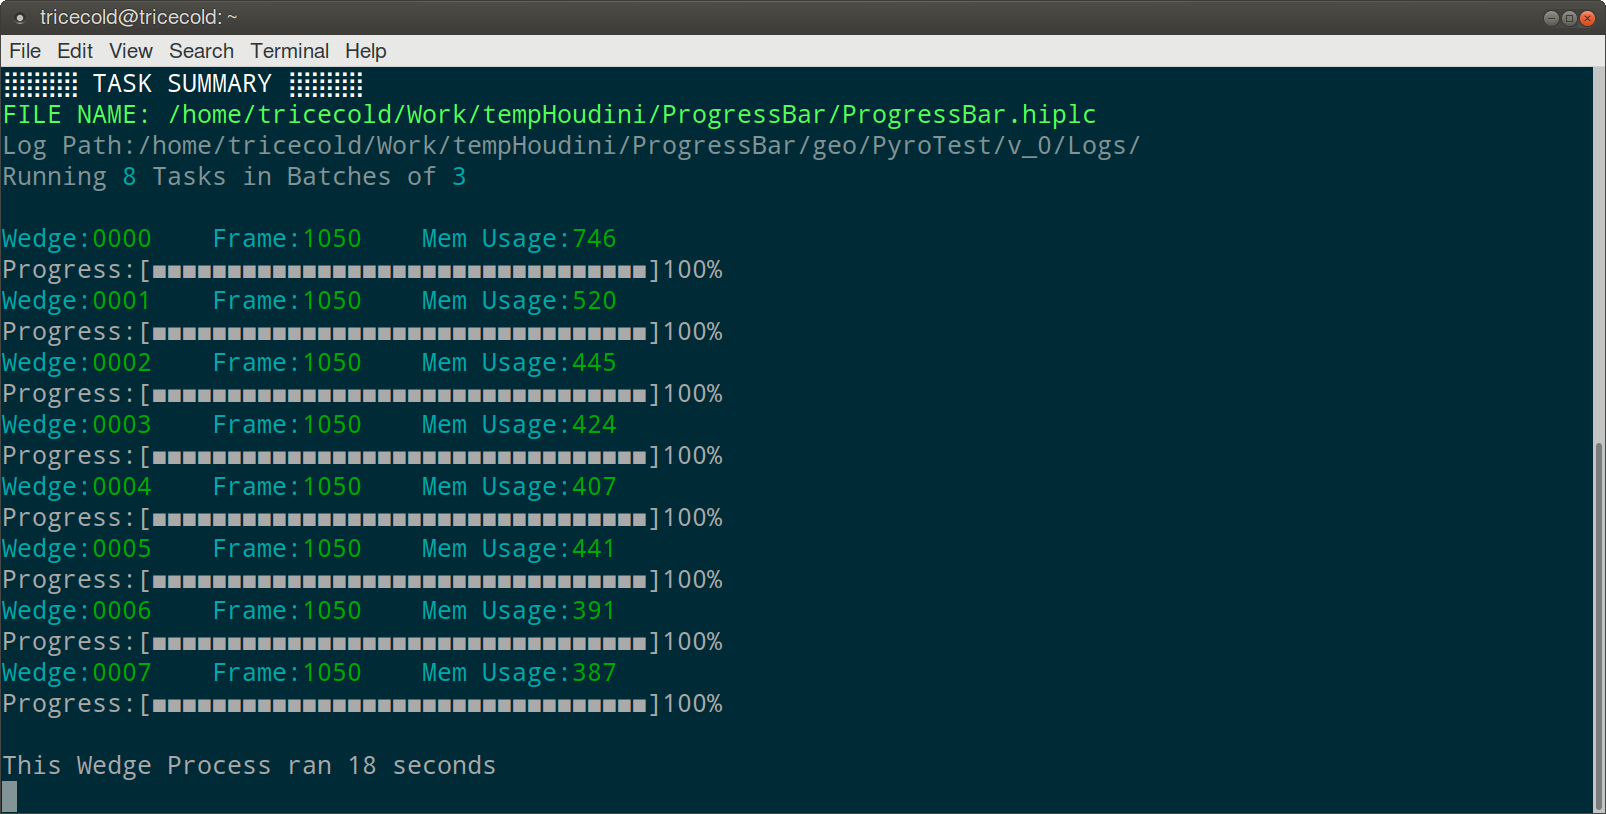 tricecold@tricecold: ~
File Edit View Search Terminal Help
TASK SUMMARY
FILE NAME: /home/tricecold/Work/tempHoudini/ProgressBar/ProgressBar.hiplc
Log Path:/home/tricecold/Work/tempHoudini/ProgressBar/geo/PyroTest/v_0/Logs/
Running 8 Tasks in Batches of 3
Wedge:0000 Frame:1050 Mem Usage:746
Progress:[■■■■■■■■■■■■■■■■■■■■■■■■■■■■■■■■■]100%
Wedge:0001 Frame:1050 Mem Usage:520
Progress:[■■■■■■■■■■■■■■■■■■■■■■■■■■■■■■■■■]100%
Wedge:0002 Frame:1050 Mem Usage:445
Progress:[■■■■■■■■■■■■■■■■■■■■■■■■■■■■■■■■■]100%
Wedge:0003 Frame:1050 Mem Usage:424
Progress:[■■■■■■■■■■■■■■■■■■■■■■■■■■■■■■■■■]100%
Wedge:0004 Frame:1050 Mem Usage:407
Progress:[■■■■■■■■■■■■■■■■■■■■■■■■■■■■■■■■■]100%
Wedge:0005 Frame:1050 Mem Usage:441
Progress:[■■■■■■■■■■■■■■■■■■■■■■■■■■■■■■■■■]100%
Wedge:0006 Frame:1050 Mem Usage:391
Progress:[■■■■■■■■■■■■■■■■■■■■■■■■■■■■■■■■■]100%
Wedge:0007 Frame:1050 Mem Usage:387
Progress:[■■■■■■■■■■■■■■■■■■■■■■■■■■■■■■■■■]100%
This Wedge Process ran 18 seconds